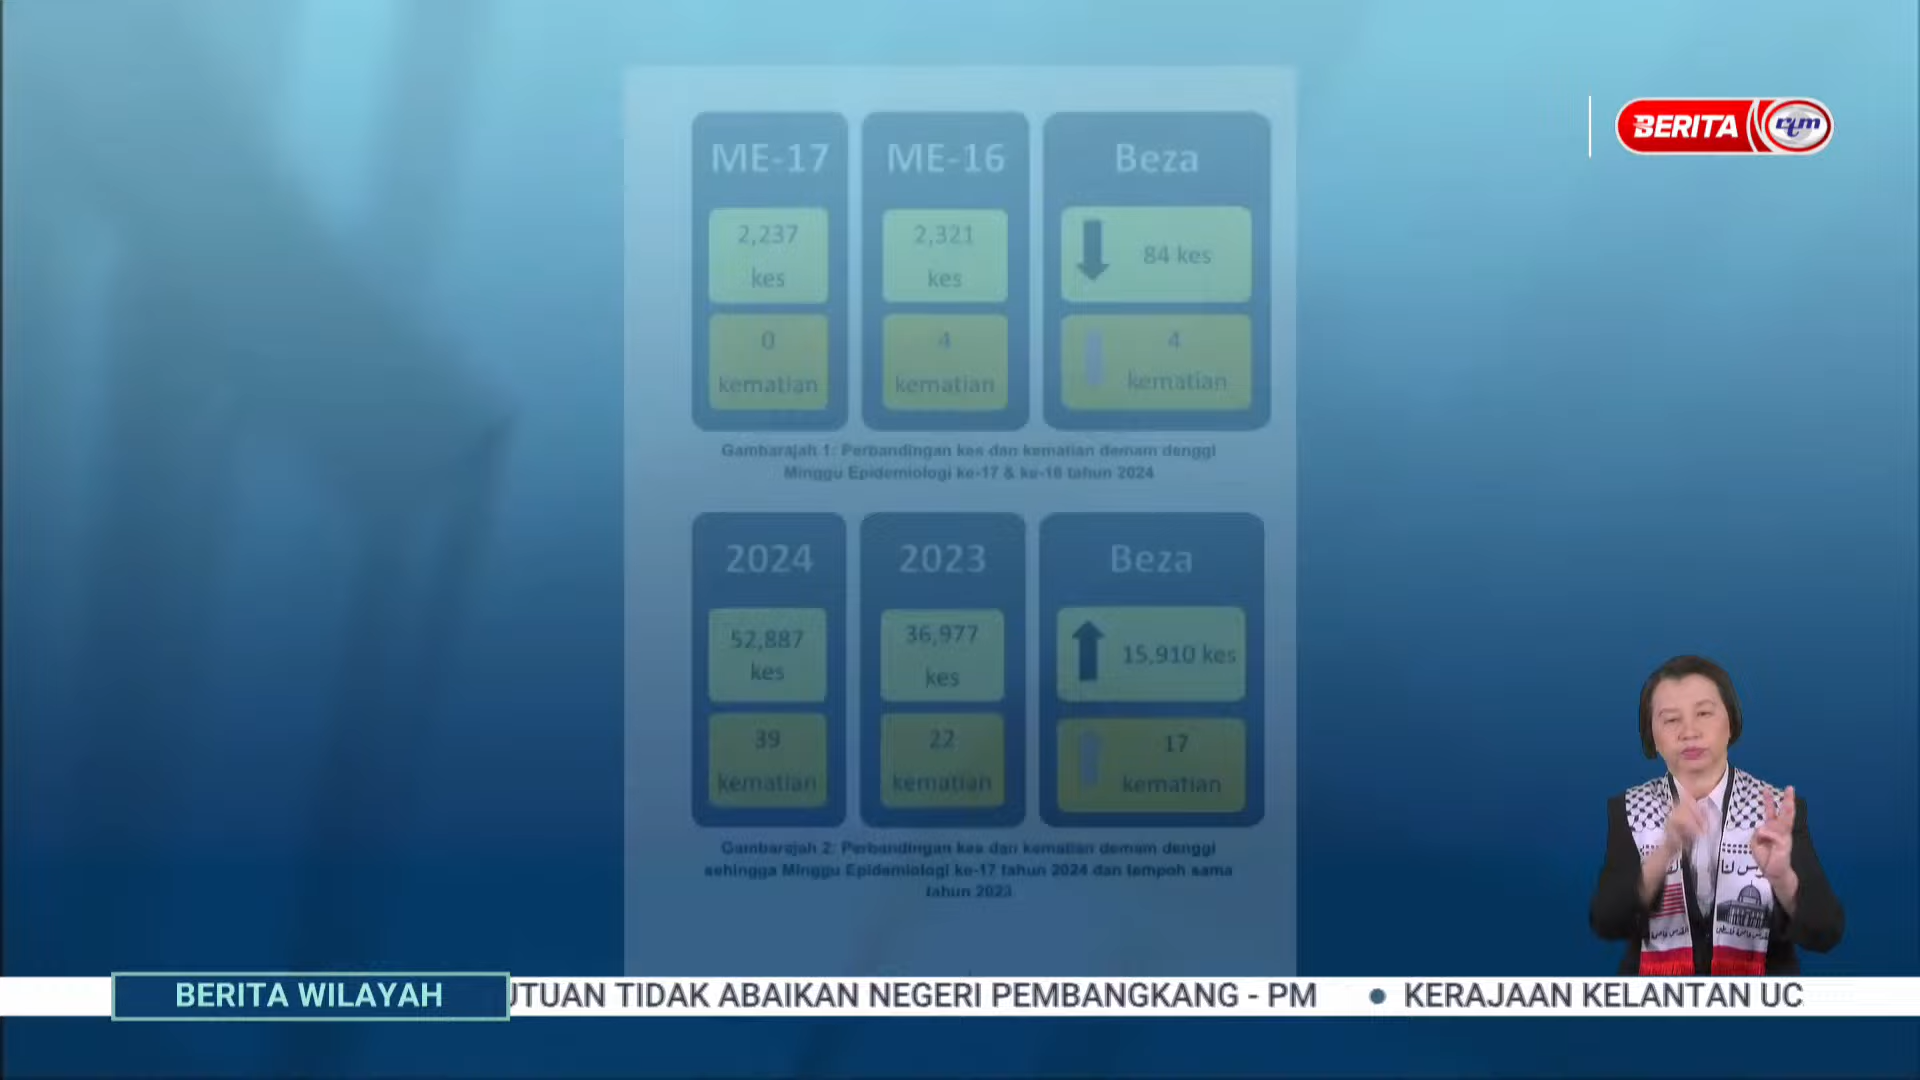 BERITA rtm
ME-17
ME-16
Beza
2,237
kes
2,321
kes
84 kes
0
kematian
4
kematian
4
kematian
Gambarajah 1: Perbandingan kes dan kematian demam denggi
Minggu Epidemiologi ke-17 & ke-16 tahun 2024
2024
2023
Beza
52,887
kes
36,977
kes
15,910 kes
39
kematian
22
kematian
17
kematian
Gambarajah 2: Perbandingan kes dan kematian demam denggi
sehingga Minggu Epidemiologi ke-17 tahun 2024 dan tempoh sama
tahun 2023
BERITA WILAYAH
UTUAN TIDAK ABAIKAN NEGERI PEMBANGKANG - PM • KERAJAAN KELANTAN UC